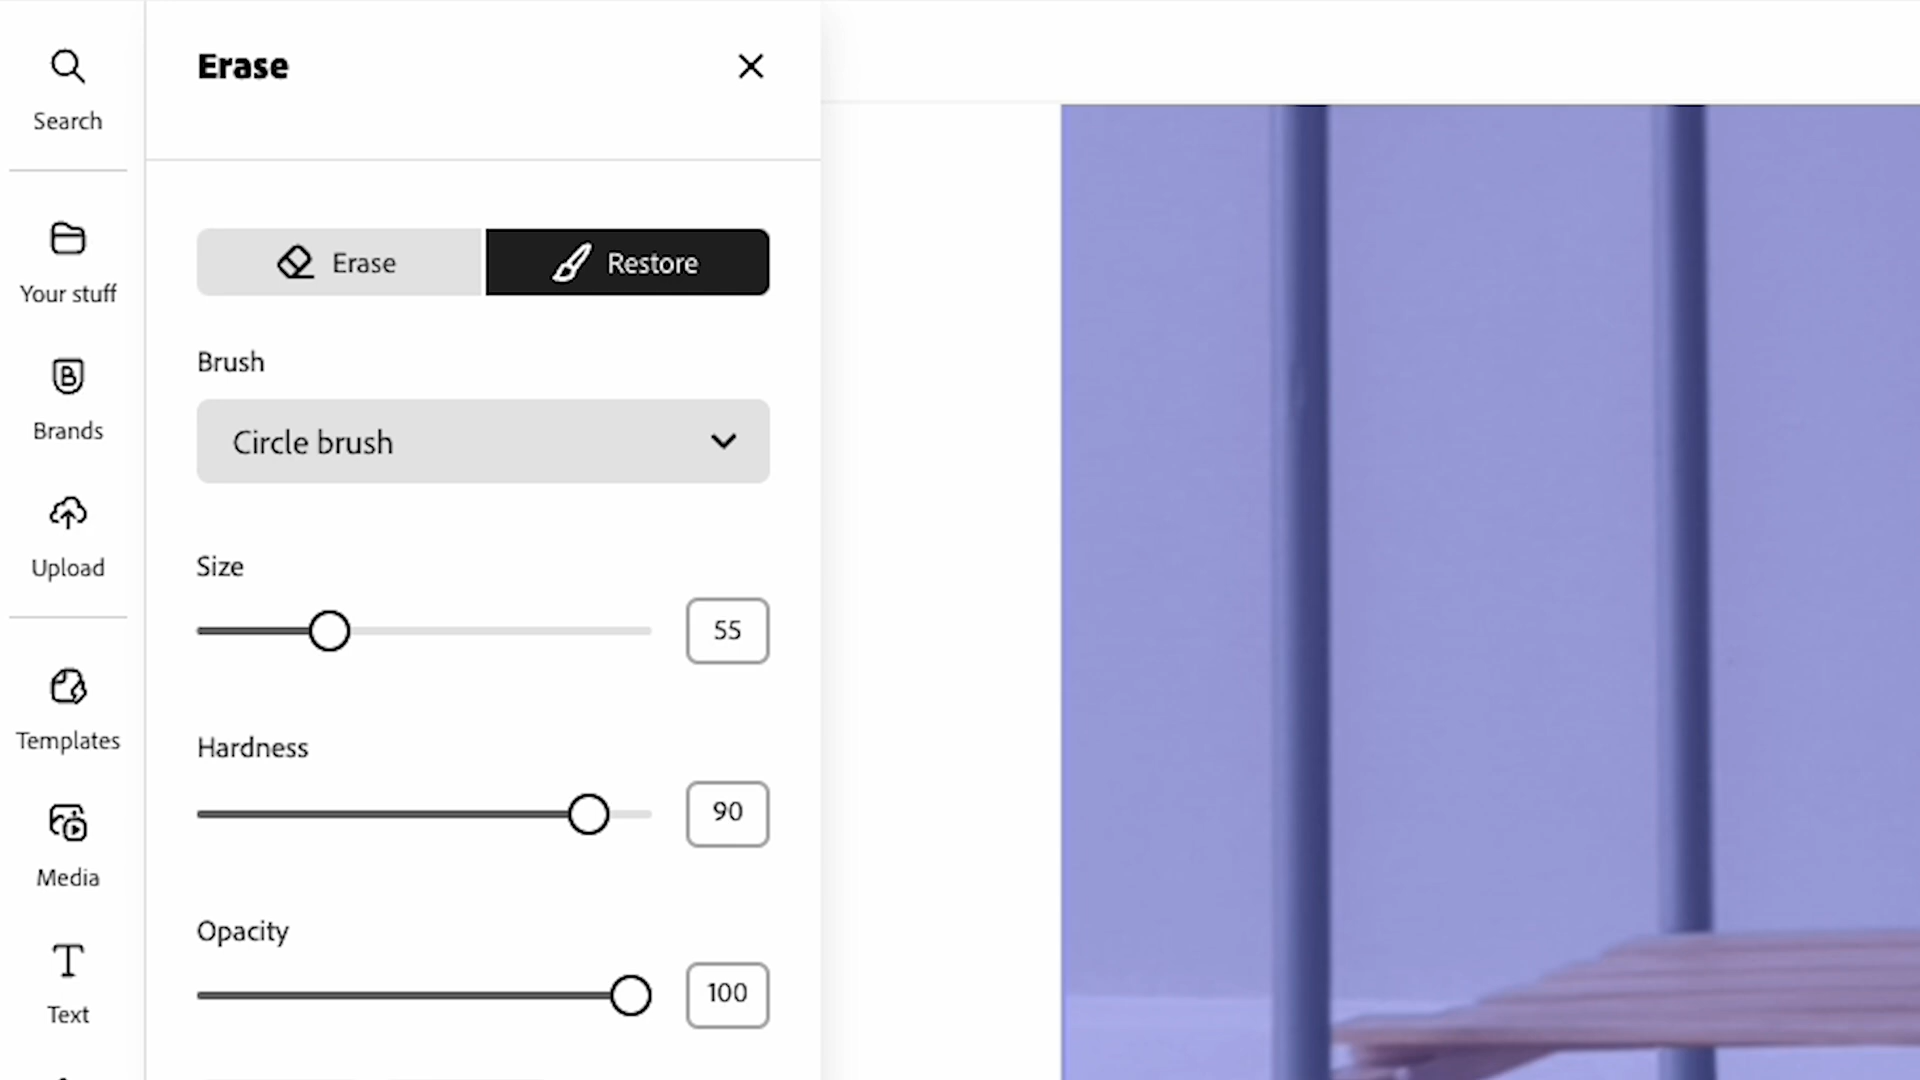 Search
Your stuff
Brands
Upload
Templates
Media
Text
Erase
Erase
Restore
Brush
Circle brush
Size
55
Hardness
90
Opacity
100